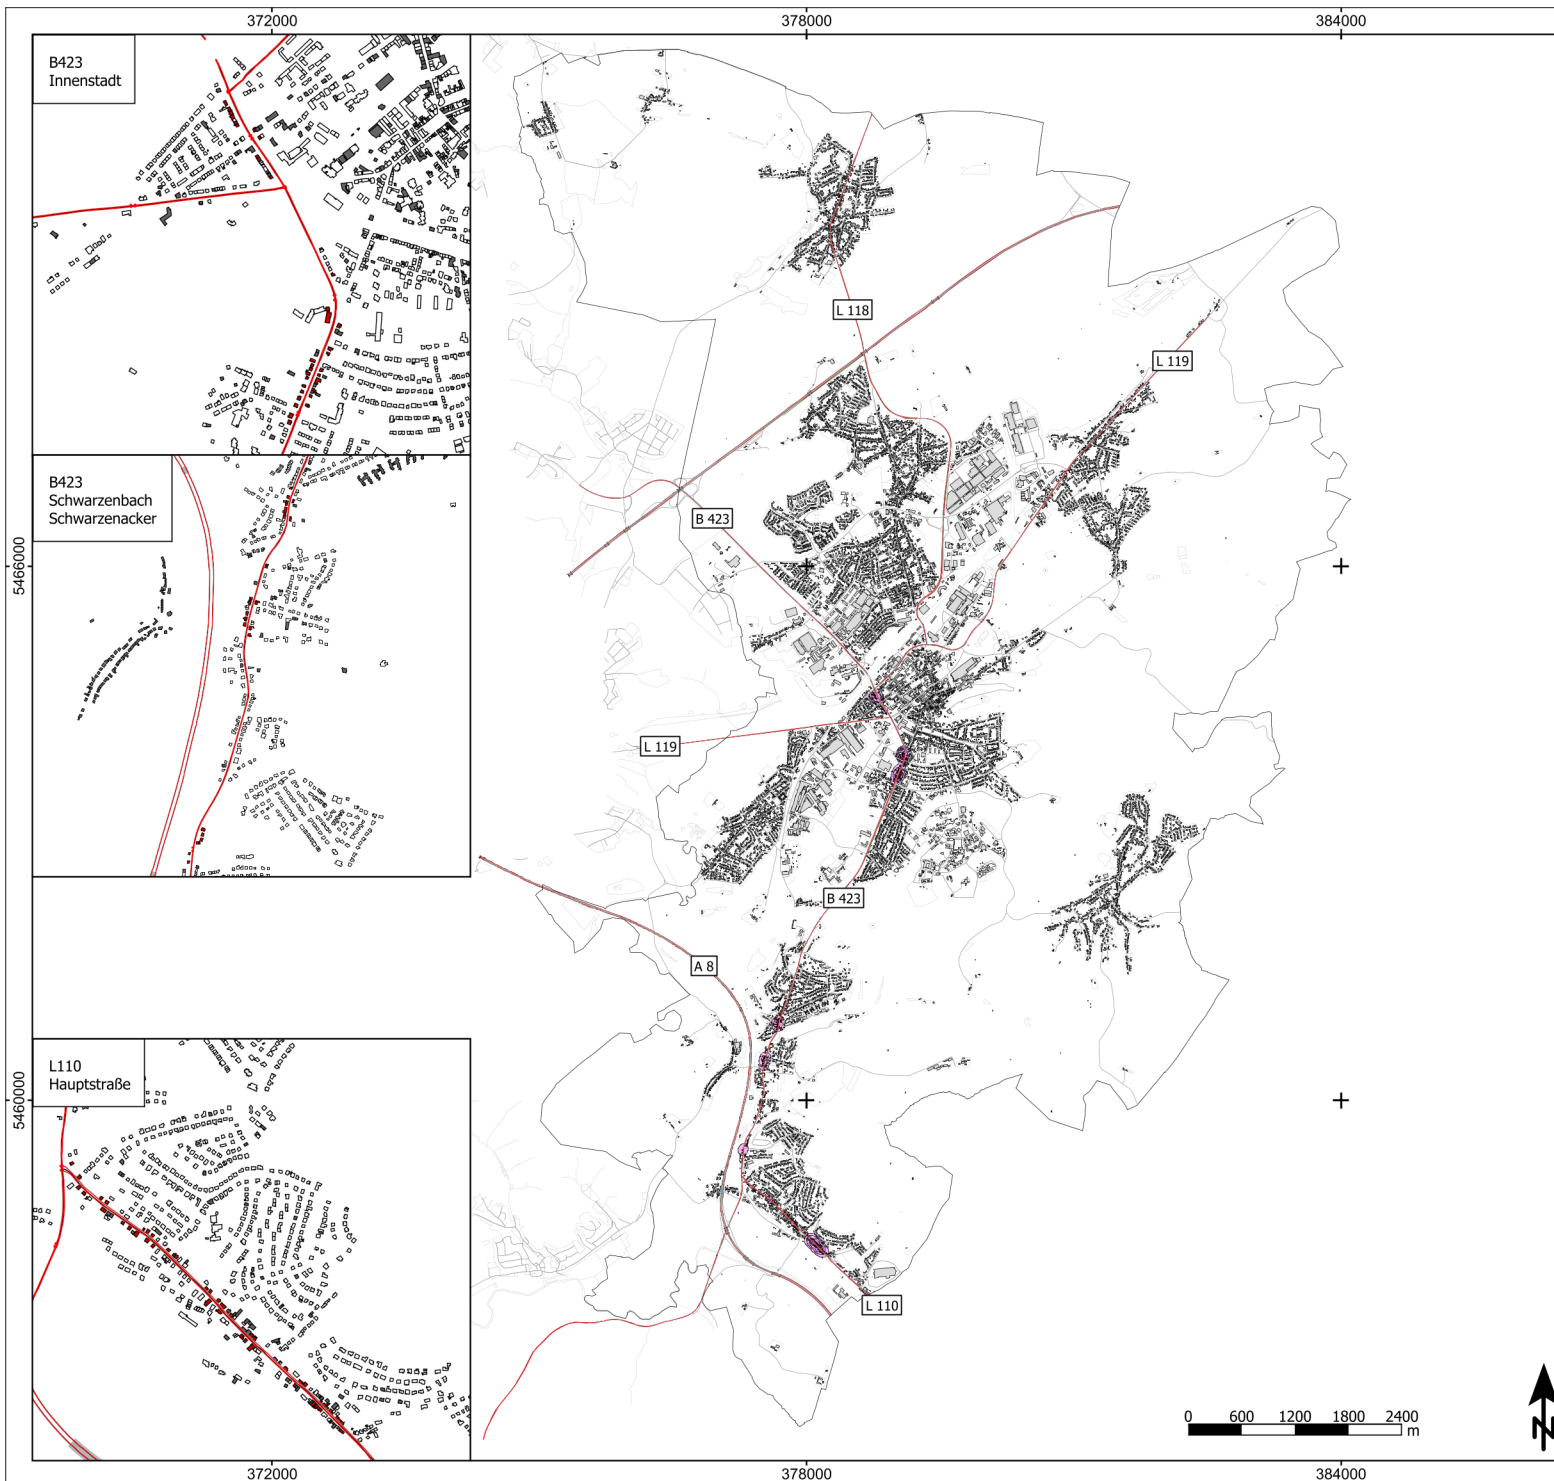 372000
378000
384000
B423
Innenstadt
L 118
L 119
B423
Schwarzenbach
Schwarzenacker
B 423
5466000
L 119
B 423
A 8
L110
Hauptstraße
5460000
L 110
0 600 1200 1800 2400
m
N
372000
378000
384000